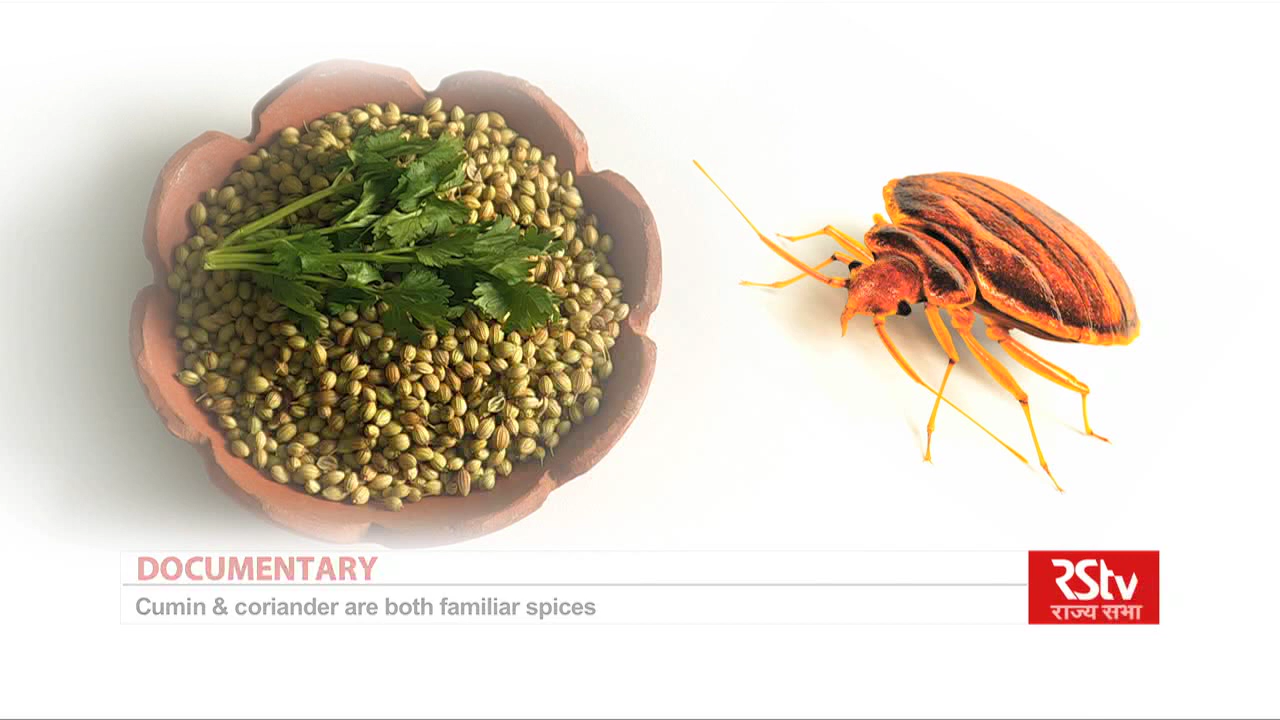 DOCUMENTARY
Cumin & coriander are both familiar spices
RStv
राज्य सभा